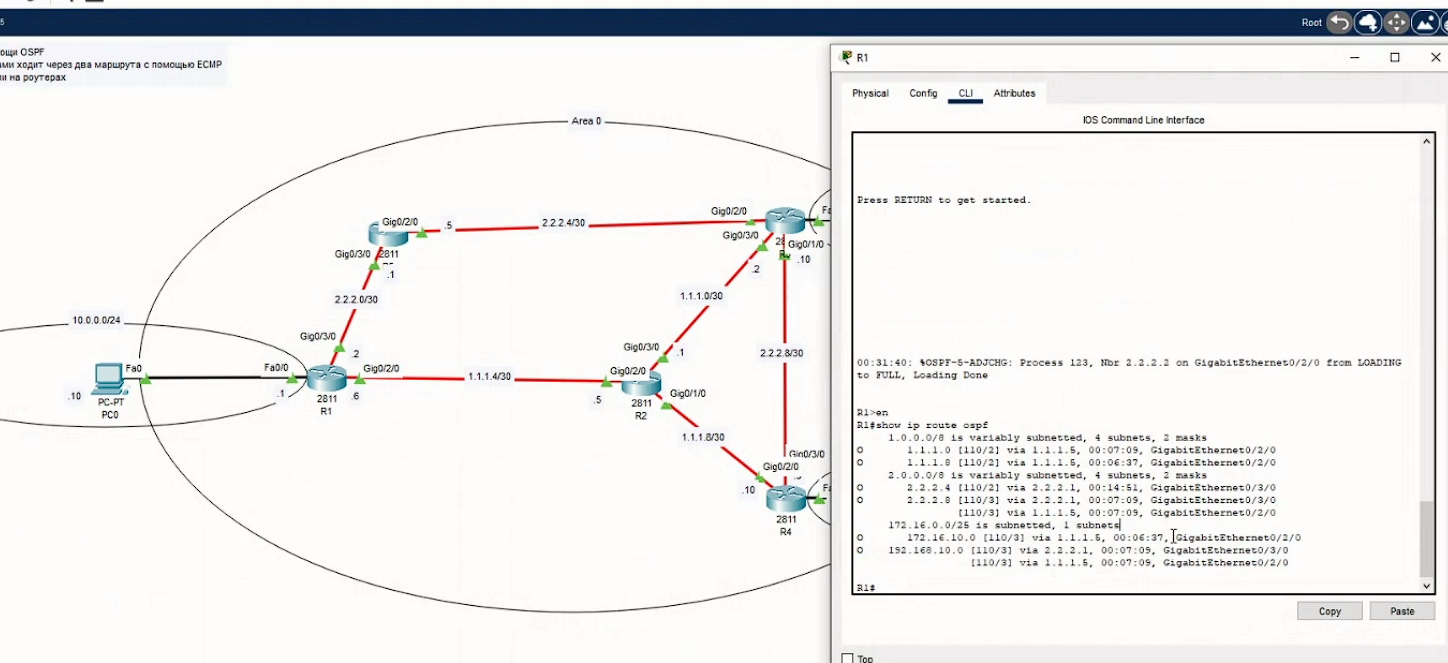 5
Root
ощи OSPF
ами ходит через два маршрута с помощью ECMP
и на роутерах
Area 0
Gig0/2/0
.5
2.2.2.4/30
Gig0/2/0
Fa
Gig0/3/0
2811
.1
Gig0/3/0
Gig0/1/0
.10
.2
2.2.2.0/30
1.1.1.0/30
10.0.0.0/24
Gig0/3/0
.2
Gig0/3/0
.1
2.2.2.8/30
Fa0
Fa0/0
Gig0/2/0
1.1.1.4/30
Gig0/2/0
.10
PC-PT
PC0
.1
2811
R1
.6
.5
2811
R2
Gig0/1/0
1.1.1.8/30
Gig0/3/0
Gig0/2/0
.10
Fa
2811
R4
R1
Physical
Config
CLI
Attributes
IOS Command Line Interface
Press RETURN to get started.
00:31:40: %OSPF-5-ADJCHG: Process 123, Nbr 2.2.2.2 on GigabitEthernet0/2/0 from LOADING
to FULL, Loading Done
R1>en
R1#show ip route ospf
1.0.0.0/8 is variably subnetted, 4 subnets, 2 masks
O 1.1.1.0 [110/2] via 1.1.1.5, 00:07:09, GigabitEthernet0/2/0
O 1.1.1.8 [110/2] via 1.1.1.5, 00:06:37, GigabitEthernet0/2/0
2.0.0.0/8 is variably subnetted, 4 subnets, 2 masks
O 2.2.2.4 [110/2] via 2.2.2.1, 00:14:51, GigabitEthernet0/3/0
O 2.2.2.8 [110/3] via 2.2.2.1, 00:07:09, GigabitEthernet0/3/0
[110/3] via 1.1.1.5, 00:07:09, GigabitEthernet0/2/0
172.16.0.0/25 is subnetted, 1 subnets
O 172.16.10.0 [110/3] via 1.1.1.5, 00:06:37, GigabitEthernet0/2/0
O 192.168.10.0 [110/3] via 2.2.2.1, 00:07:09, GigabitEthernet0/3/0
[110/3] via 1.1.1.5, 00:07:09, GigabitEthernet0/2/0
R1#
Copy
Paste
Top